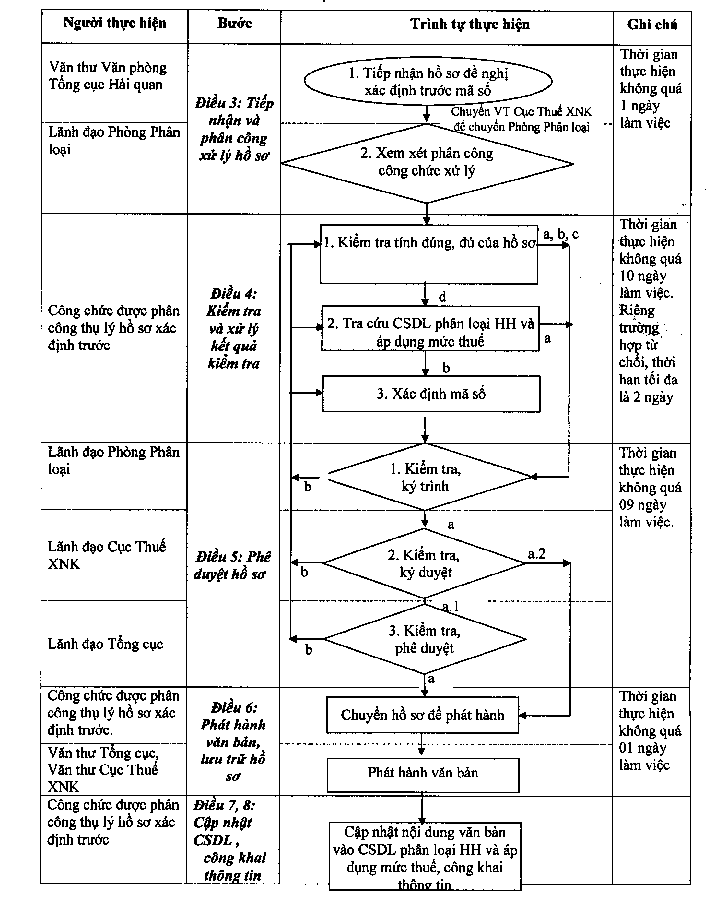 Người thực hiện
Bước
Trình tự thực hiện
Ghi chú
Văn thư Văn phòng
Tổng cục Hải quan
Điều 3: Tiếp
nhận và
phân công
xử lý hồ sơ
1. Tiếp nhận hồ sơ đề nghị
xác định trước mã số
Chuyển VT Cục Thuế XNK
để chuyển Phòng Phân loại
Thời gian
thực hiện
không quá
1 ngày
làm việc
Lãnh đạo Phòng Phân
loại
2. Xem xét phân công
công chức xử lý
Công chức được phân
công thụ lý hồ sơ xác
định trước
Điều 4:
Kiểm tra
và xử lý
kết quả
kiểm tra
1. Kiểm tra tính đúng, đủ của hồ sơ
a, b, c
d
2. Tra cứu CSDL phân loại HH và
áp dụng mức thuế
a
b
3. Xác định mã số
Thời gian
thực hiện
không quá
10 ngày
làm việc.
Riêng
trường
hợp từ
chối, thời
hạn tối đa
là 2 ngày
Lãnh đạo Phòng Phân
loại
Điều 5: Phê
duyệt hồ sơ
1. Kiểm tra,
ký trình
b
a
Thời gian
thực hiện
không quá
09 ngày
làm việc.
Lãnh đạo Cục Thuế
XNK
2. Kiểm tra,
ký duyệt
a.2
b
a.1
Lãnh đạo Tổng cục
3. Kiểm tra,
phê duyệt
b
a
Công chức được phân
công thụ lý hồ sơ xác
định trước.
Điều 6:
Phát hành
văn bản,
lưu trữ hồ
sơ
Chuyển hồ sơ để phát hành
Thời gian
thực hiện
không quá
01 ngày
làm việc
Văn thư Tổng cục,
Văn thư Cục Thuế
XNK
Phát hành văn bản
Công chức được phân
công thụ lý hồ sơ xác
định trước
Điều 7, 8:
Cập nhật
CSDL ,
công khai
thông tin
Cập nhật nội dung văn bản
vào CSDL phân loại HH và áp
dụng mức thuế, công khai
thông tin